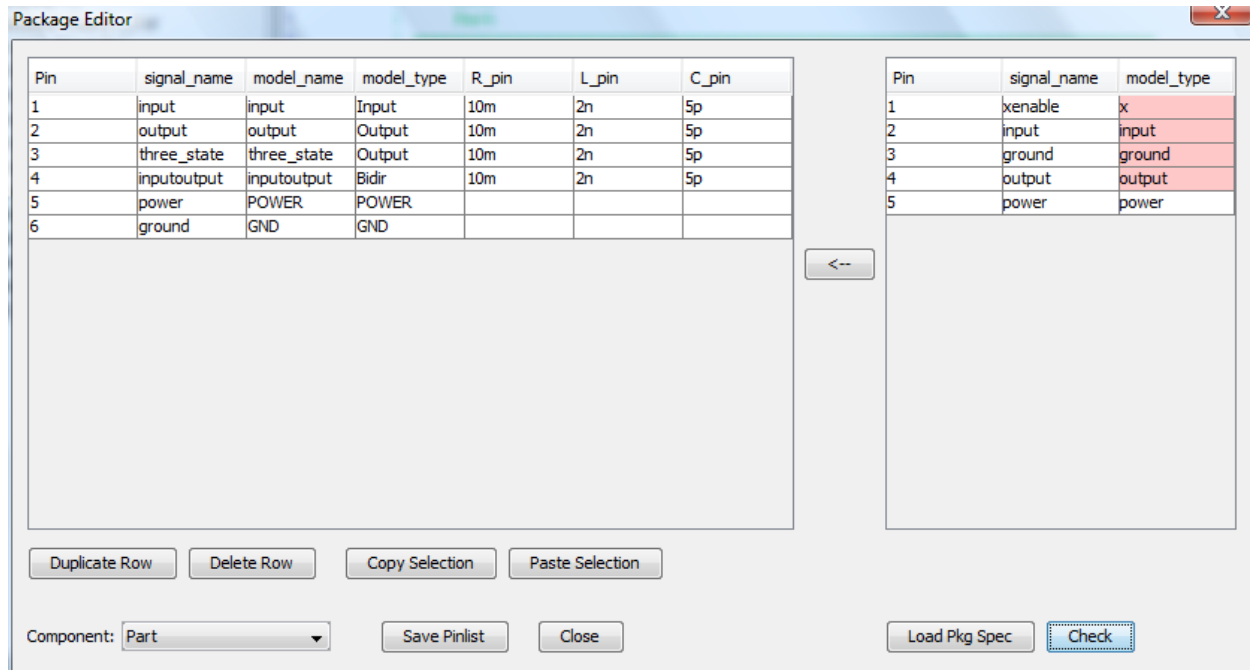 Package Editor
Pin signal_name model_name model_type R_pin L_pin C_pin
1 input input Input 10m 2n 5p
2 output output Output 10m 2n 5p
3 three_state three_state Output 10m 2n 5p
4 inputoutput inputoutput Bidir 10m 2n 5p
5 power POWER POWER
6 ground GND GND
<--
Pin signal_name model_type
1 xenable x
2 input input
3 ground ground
4 output output
5 power power
Duplicate Row Delete Row Copy Selection Paste Selection
Component: Part Save Pinlist Close Load Pkg Spec Check